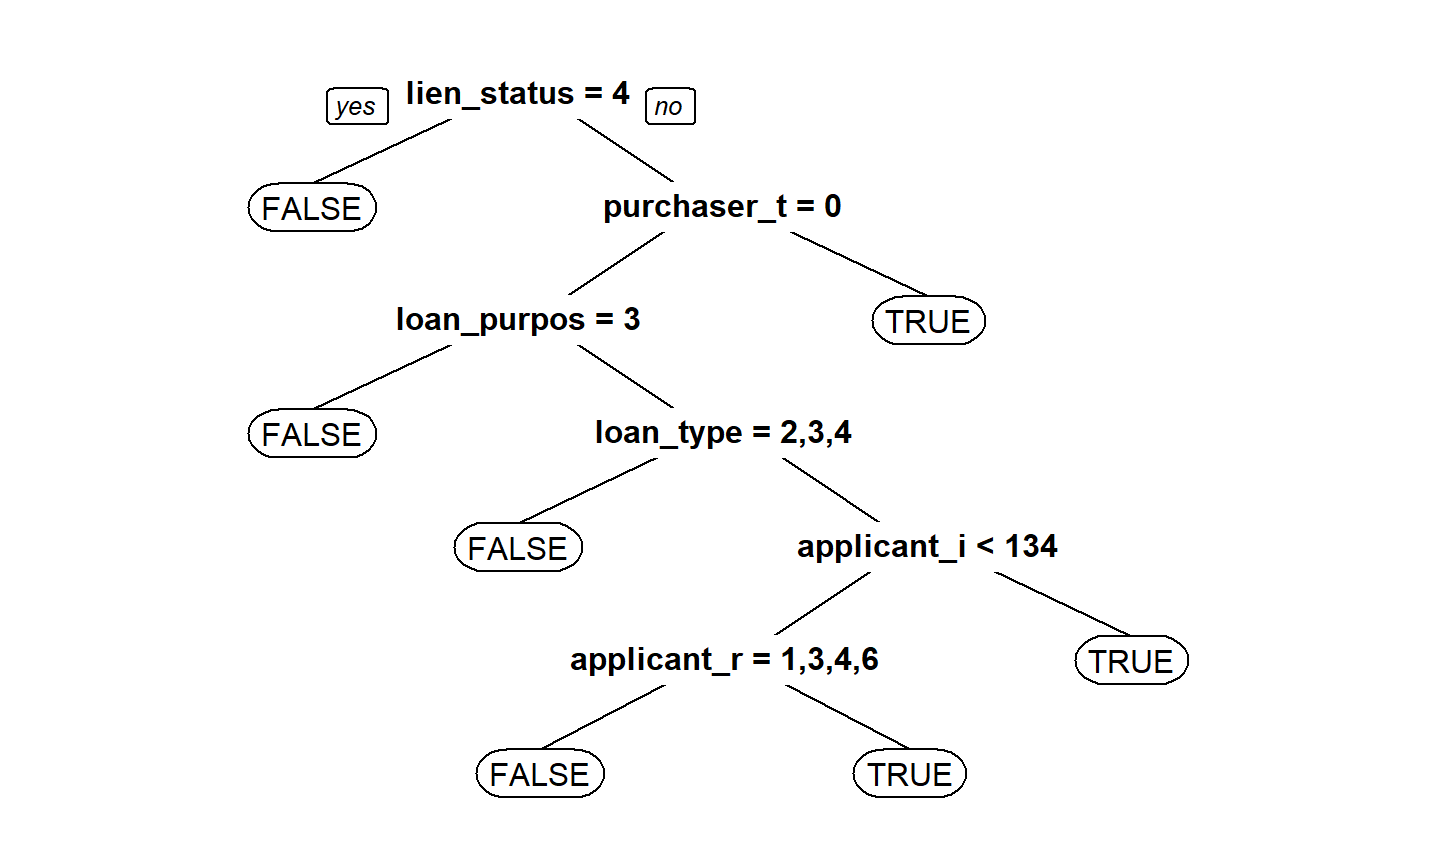 yes lien_status = 4 no
FALSE
purchaser_t = 0
loan_purpos = 3
TRUE
FALSE
loan_type = 2,3,4
FALSE
applicant_i < 134
applicant_r = 1,3,4,6
TRUE
FALSE
TRUE